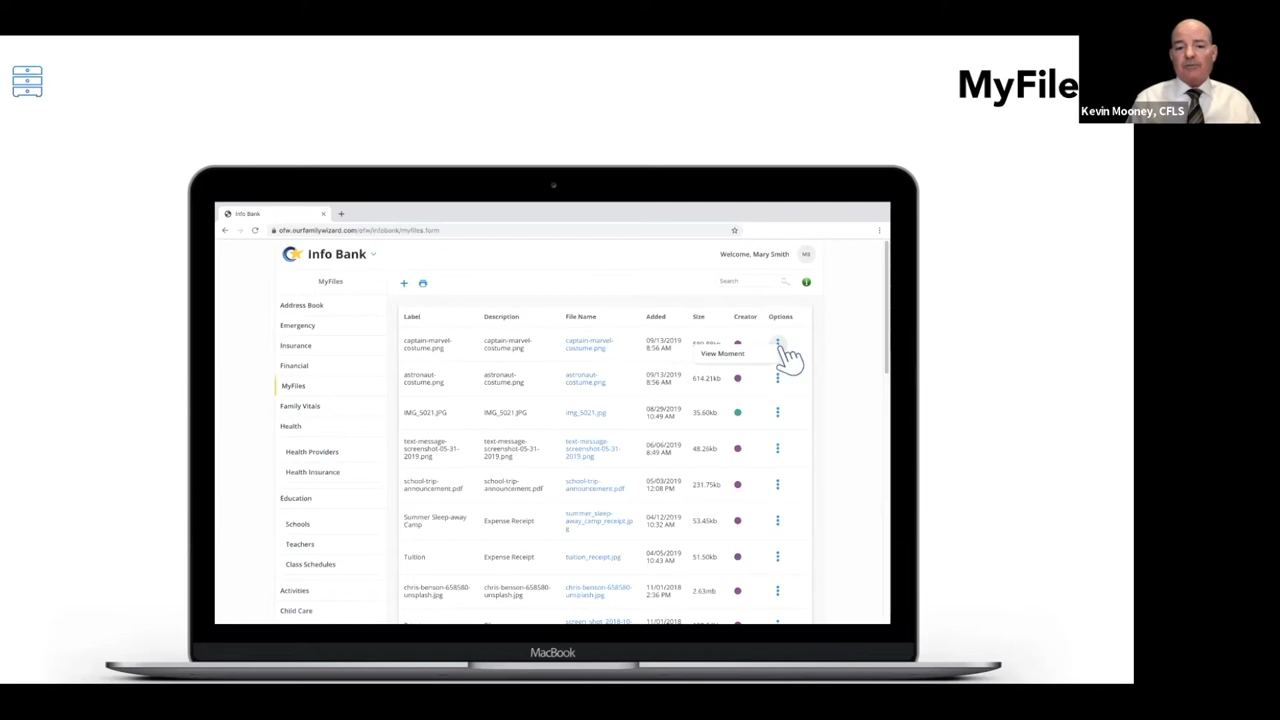 MyFile
Kevin Mooney, CFLS
Info Bank
ofw.ourfamilywizard.com/ofw/infobank/myfiles.form
Info Bank
Welcome, Mary Smith
MS
MyFiles
Search
Address Book
Emergency
Insurance
Financial
MyFiles
Family Vitals
Health
Health Providers
Health Insurance
Education
Schools
Teachers
Class Schedules
Activities
Child Care
Label Description File Name Added Size Creator Options
captain-marvel- captain-marvel- captain-marvel- 09/13/2019
costume.png costume.png costume.png 8:56 AM
View Moment
astronaut- astronaut- astronaut- 09/13/2019 614.21kb
costume.png costume.png costume.png 8:56 AM
IMG_5021.JPG IMG_5021.JPG img_5021.jpg 08/29/2019 35.60kb
10:49 AM
text-message- text-message- text-message- 06/06/2019 48.26kb
screenshot-05-31- screenshot-05-31- screenshot-05-31- 8:49 AM
2019.png 2019.png 2019.png
school-trip- school-trip- school-trip- 05/03/2019 231.75kb
announcement.pdf announcement.pdf announcement.pdf 12:08 PM
Summer Sleep-away Expense Receipt summer_sleep- 04/12/2019 53.45kb
Camp away_camp_receipt.jp 10:32 AM
g
Tuition Expense Receipt tuition_receipt.jpg 04/05/2019 51.50kb
10:43 AM
chris-benson-658580- chris-benson-658580- chris-benson-658580- 11/01/2018 2.63mb
unsplash.jpg unsplash.jpg unsplash.jpg 2:36 PM
screen_shot_2018-10- 11/01/2018
MacBook